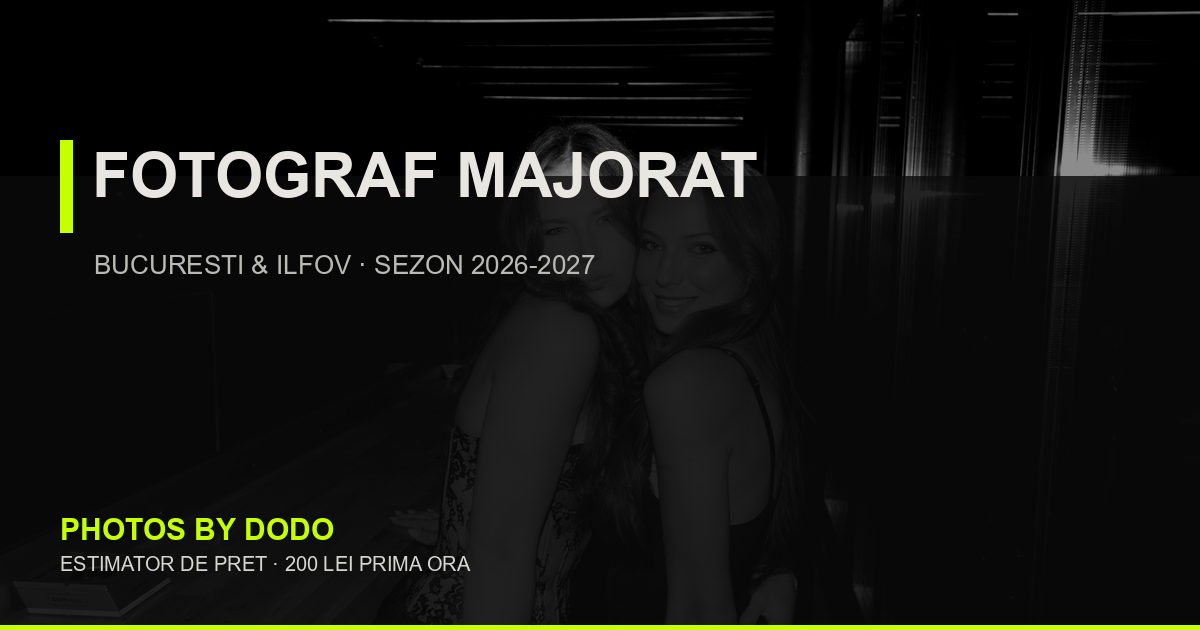 FOTOGRAF MAJORAT
BUCURESTI & ILFOV · SEZON 2026-2027
PHOTOS BY DODO
ESTIMATOR DE PRET · 200 LEI PRIMA ORA